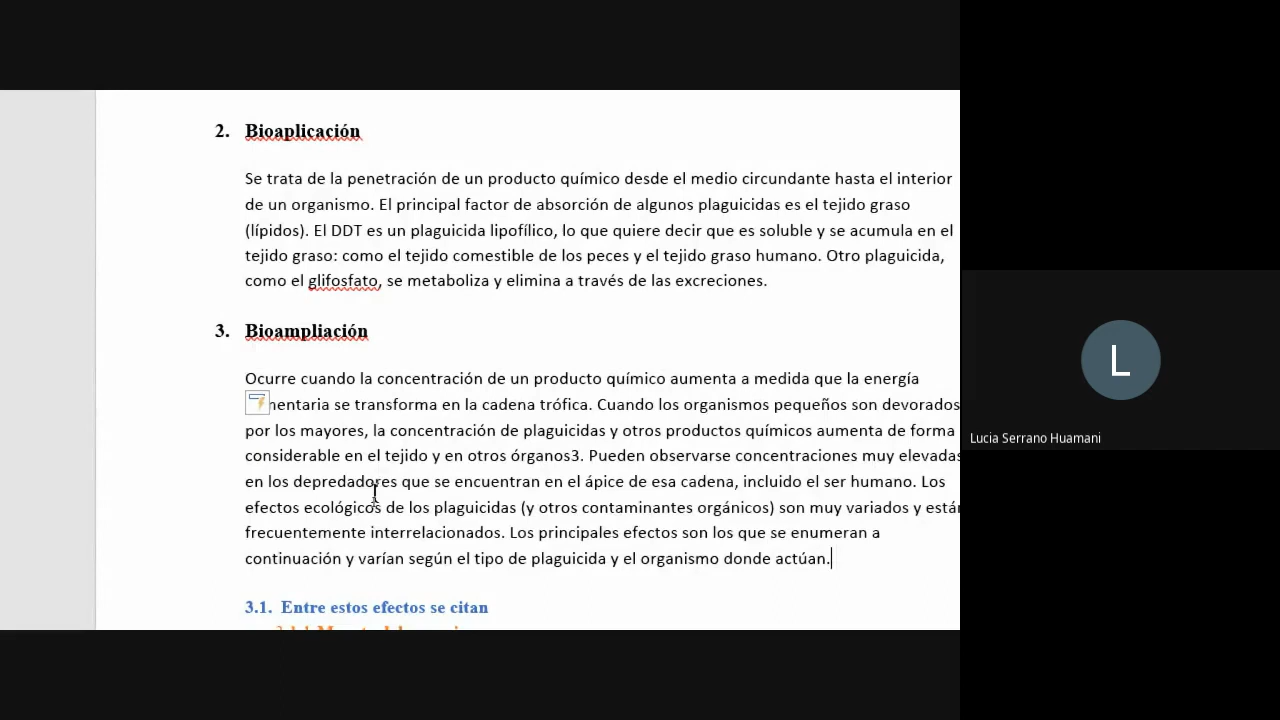 2. Bioaplicación
Se trata de la penetración de un producto químico desde el medio circundante hasta el interior
de un organismo. El principal factor de absorción de algunos plaguicidas es el tejido graso
(lípidos). El DDT es un plaguicida lipofílico, lo que quiere decir que es soluble y se acumula en el
tejido graso: como el tejido comestible de los peces y el tejido graso humano. Otro plaguicida,
como el glifosfato, se metaboliza y elimina a través de las excreciones.
3. Bioampliación
Ocurre cuando la concentración de un producto químico aumenta a medida que la energía
se transforma en la cadena trófica. Cuando los organismos pequeños son devorados
por los mayores, la concentración de plaguicidas y otros productos químicos aumenta de forma
considerable en el tejido y en otros órganos3. Pueden observarse concentraciones muy elevadas
en los depredadores que se encuentran en el ápice de esa cadena, incluido el ser humano. Los
efectos ecológicos de los plaguicidas (y otros contaminantes orgánicos) son muy variados y están
frecuentemente interrelacionados. Los principales efectos son los que se enumeran a
continuación y varían según el tipo de plaguicida y el organismo donde actúan.
3.1. Entre estos efectos se citan
L
Lucia Serrano Huamani